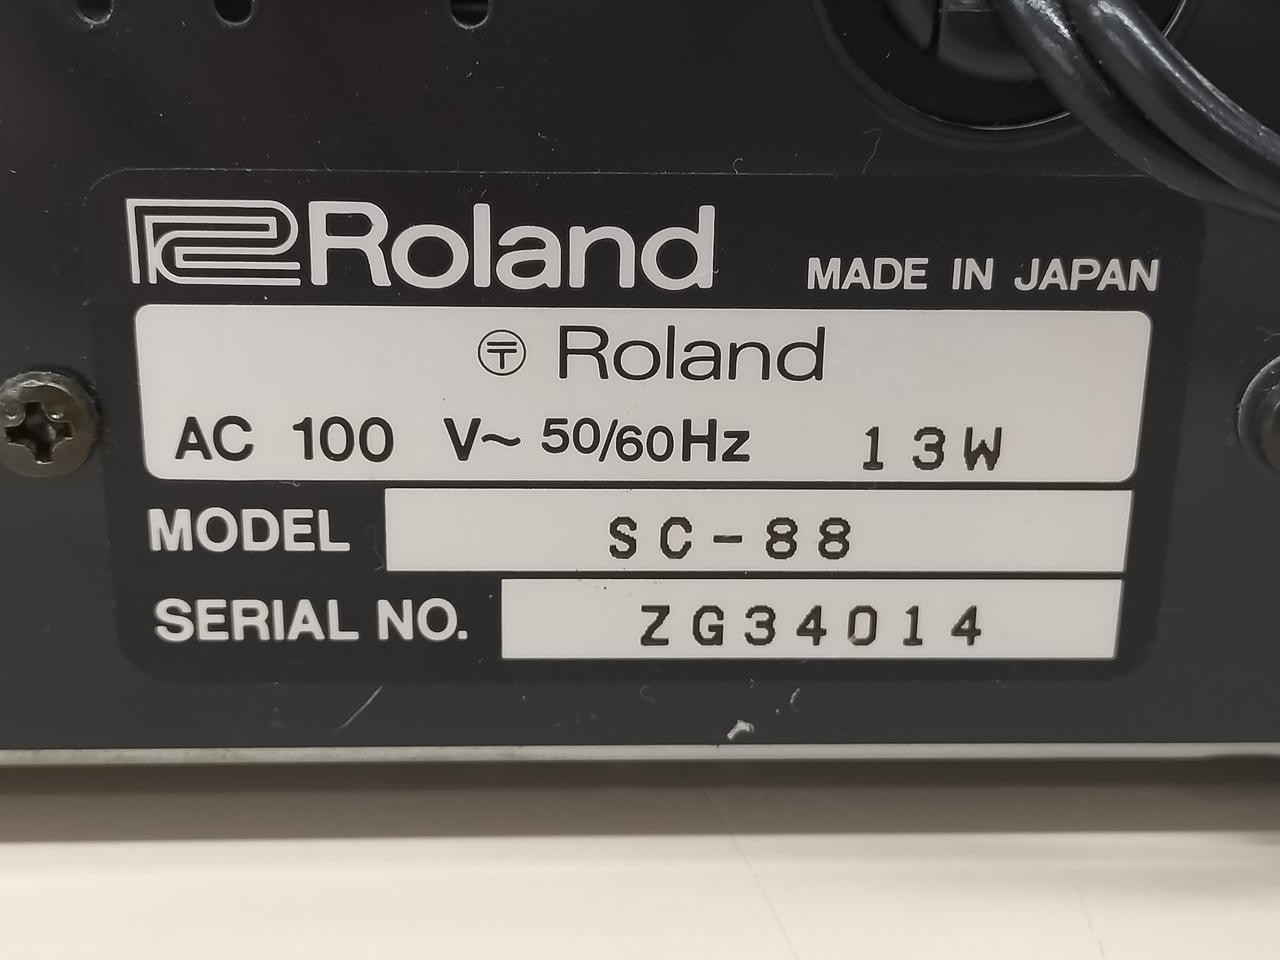 Roland MADE IN JAPAN
〶 Roland
AC 100 V~ 50/60Hz 13W
MODEL SC-88
SERIAL NO. ZG34014